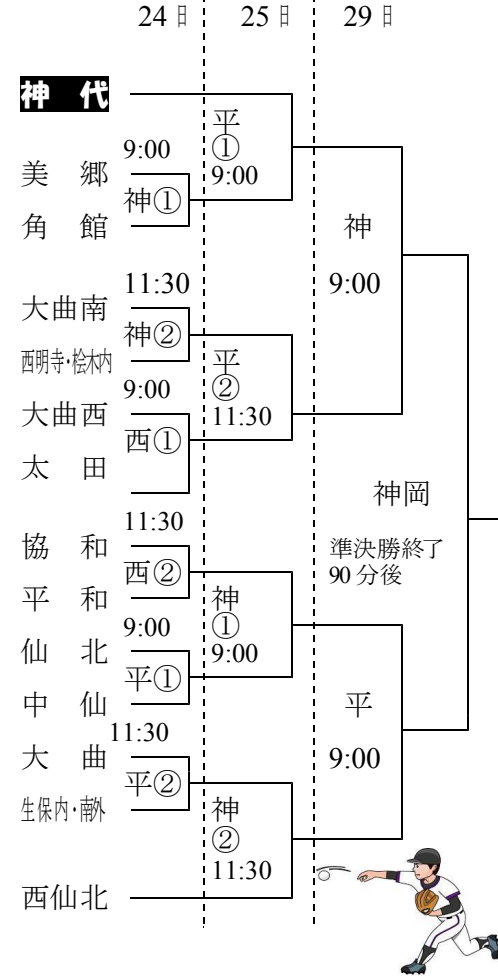 24日 25日 29日
神 代
平
①
9:00
9:00
美 郷
神①
角 館
神
9:00
11:30
大曲南
神②
西明寺・桧木内
平
②
11:30
9:00
大曲西
西①
太 田
神岡
準決勝終了
90分後
11:30
協 和
西②
平 和
神
①
9:00
9:00
仙 北
平①
中 仙
平
9:00
11:30
大 曲
平②
生保内・南外
神
②
11:30
西仙北